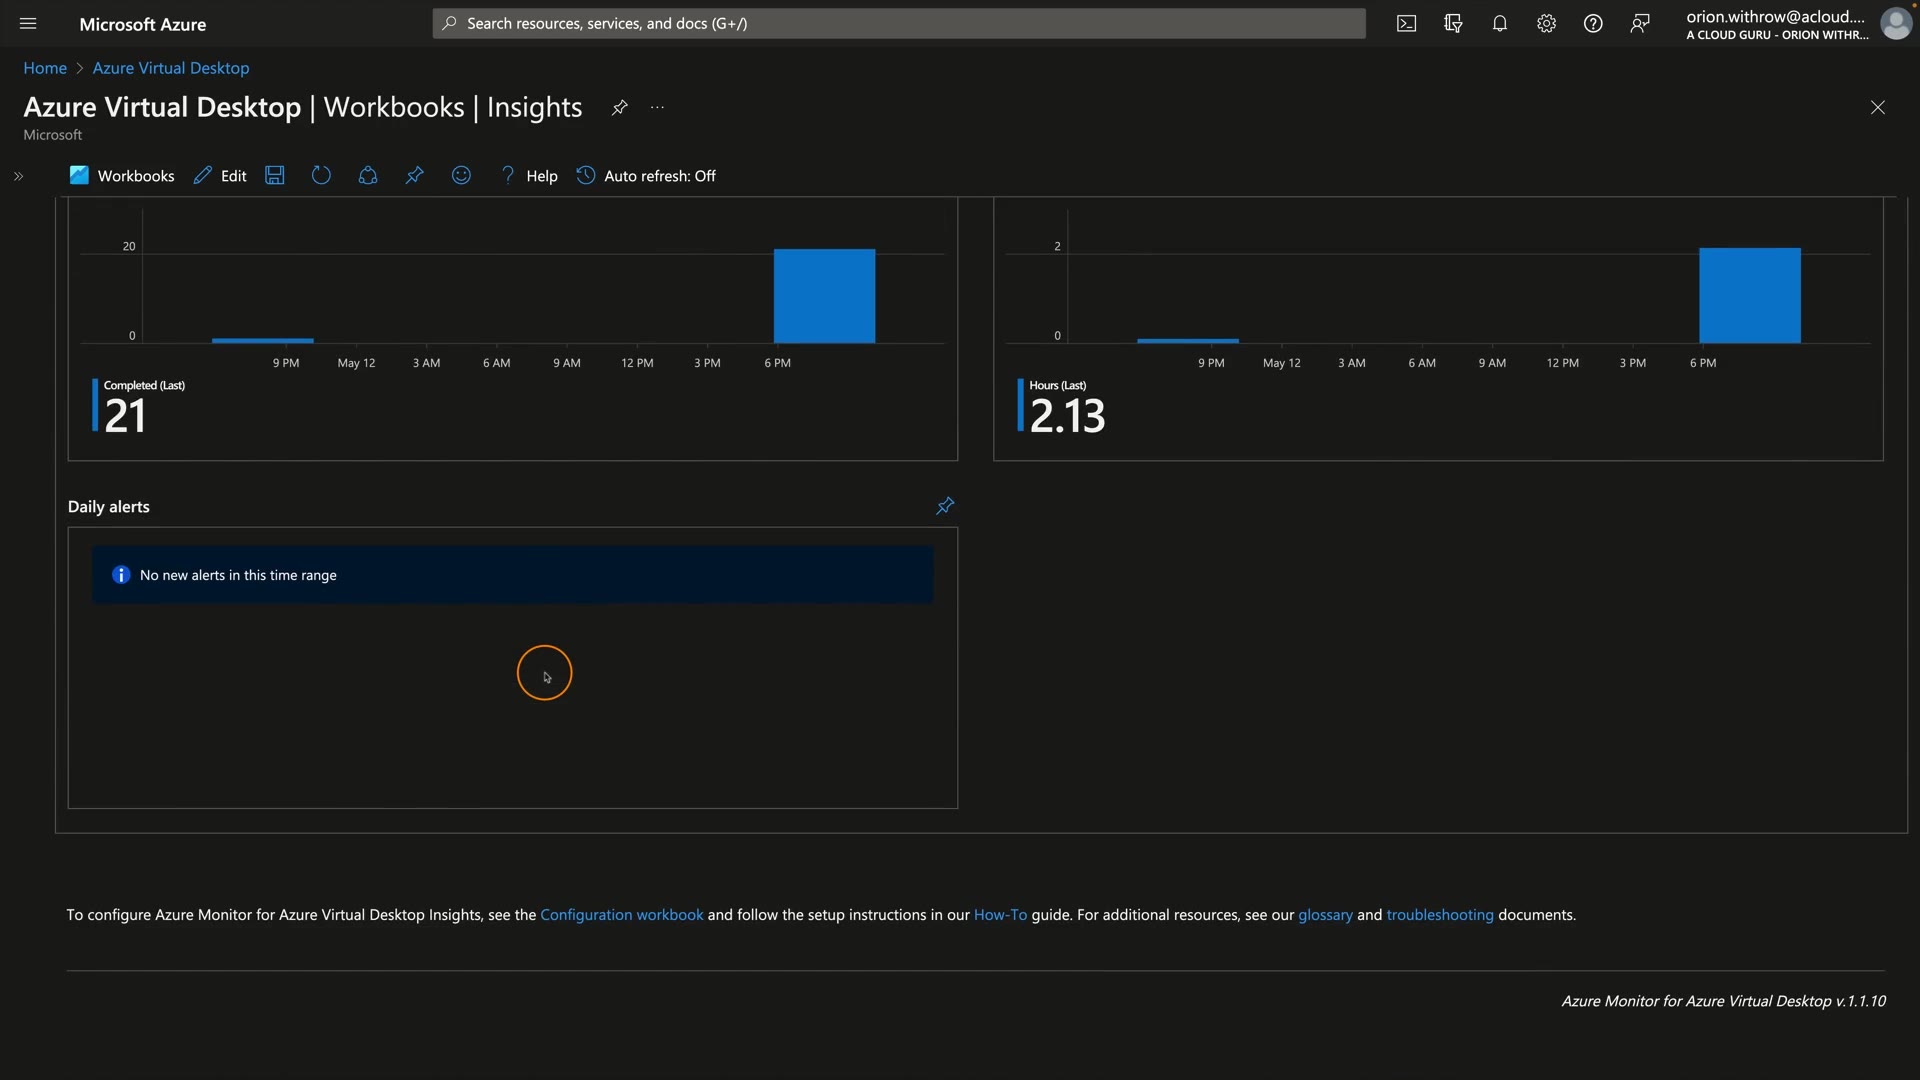 Microsoft Azure
Search resources, services, and docs (G+/)
orion.withrow@acloud....
A CLOUD GURU - ORION WITHR...
Home > Azure Virtual Desktop
Azure Virtual Desktop | Workbooks | Insights
Microsoft
Workbooks Edit Help Auto refresh: Off
20
0
9 PM May 12 3 AM 6 AM 9 AM 12 PM 3 PM 6 PM
Completed (Last)
21
2
0
9 PM May 12 3 AM 6 AM 9 AM 12 PM 3 PM 6 PM
Hours (Last)
2.13
Daily alerts
No new alerts in this time range
To configure Azure Monitor for Azure Virtual Desktop Insights, see the Configuration workbook and follow the setup instructions in our How-To guide. For additional resources, see our glossary and troubleshooting documents.
Azure Monitor for Azure Virtual Desktop v.1.1.10